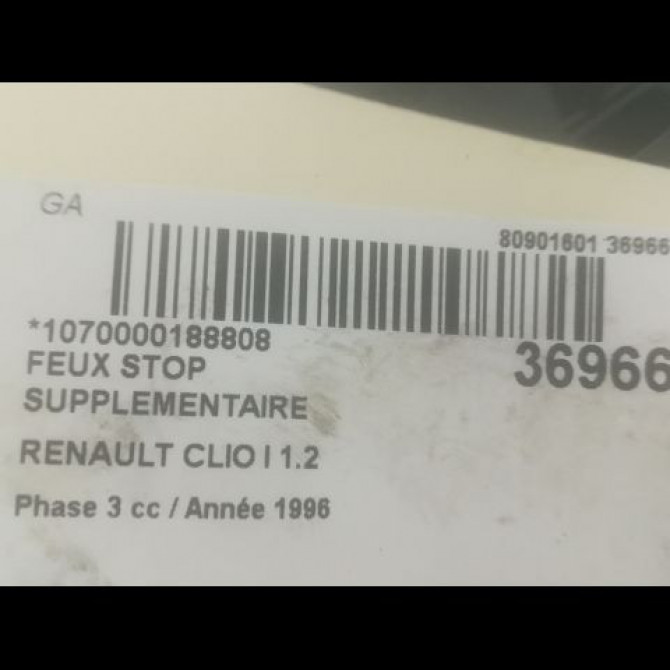 GA
80901601 36966
*1070000188808
36966
FEUX STOP
SUPPLEMENTAIRE
RENAULT CLIO I 1.2
Phase 3 cc / Année 1996